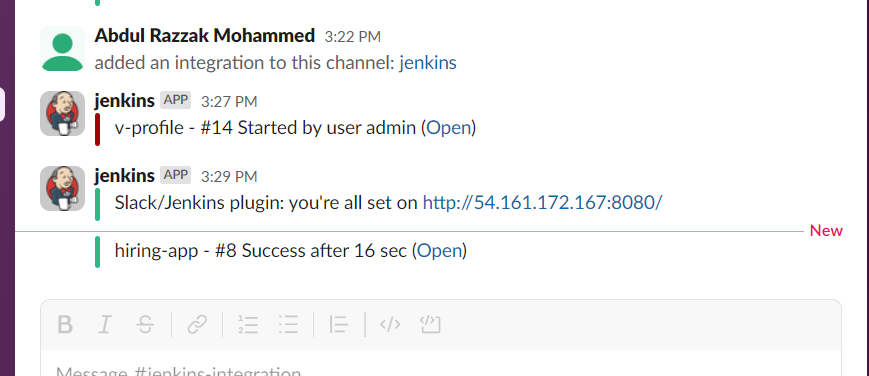 Abdul Razzak Mohammed 3:22 PM
added an integration to this channel: jenkins
jenkins APP 3:27 PM
v-profile - #14 Started by user admin (Open)
jenkins APP 3:29 PM
Slack/Jenkins plugin: you're all set on http://54.161.172.167:8080/
New
hiring-app - #8 Success after 16 sec (Open)
Message #jenkins-integration